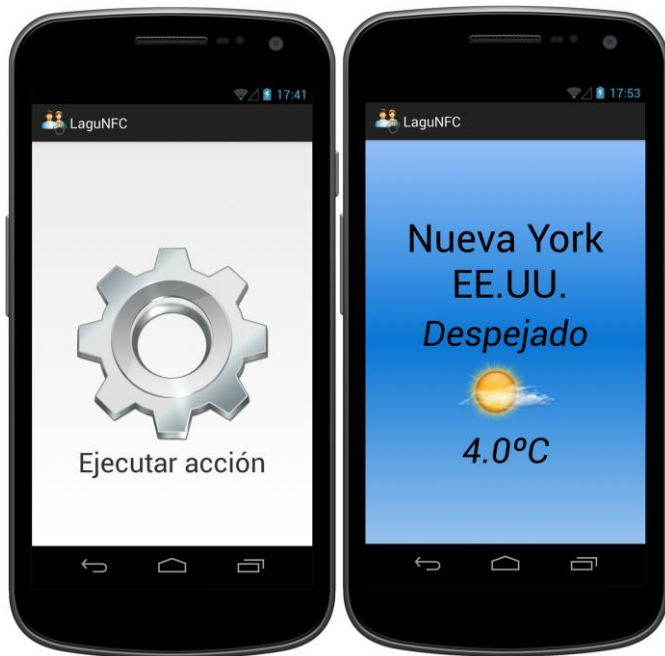 17:41
LaguNFC
Ejecutar acción
17:53
LaguNFC
Nueva York
EE.UU.
Despejado
4.0ºC